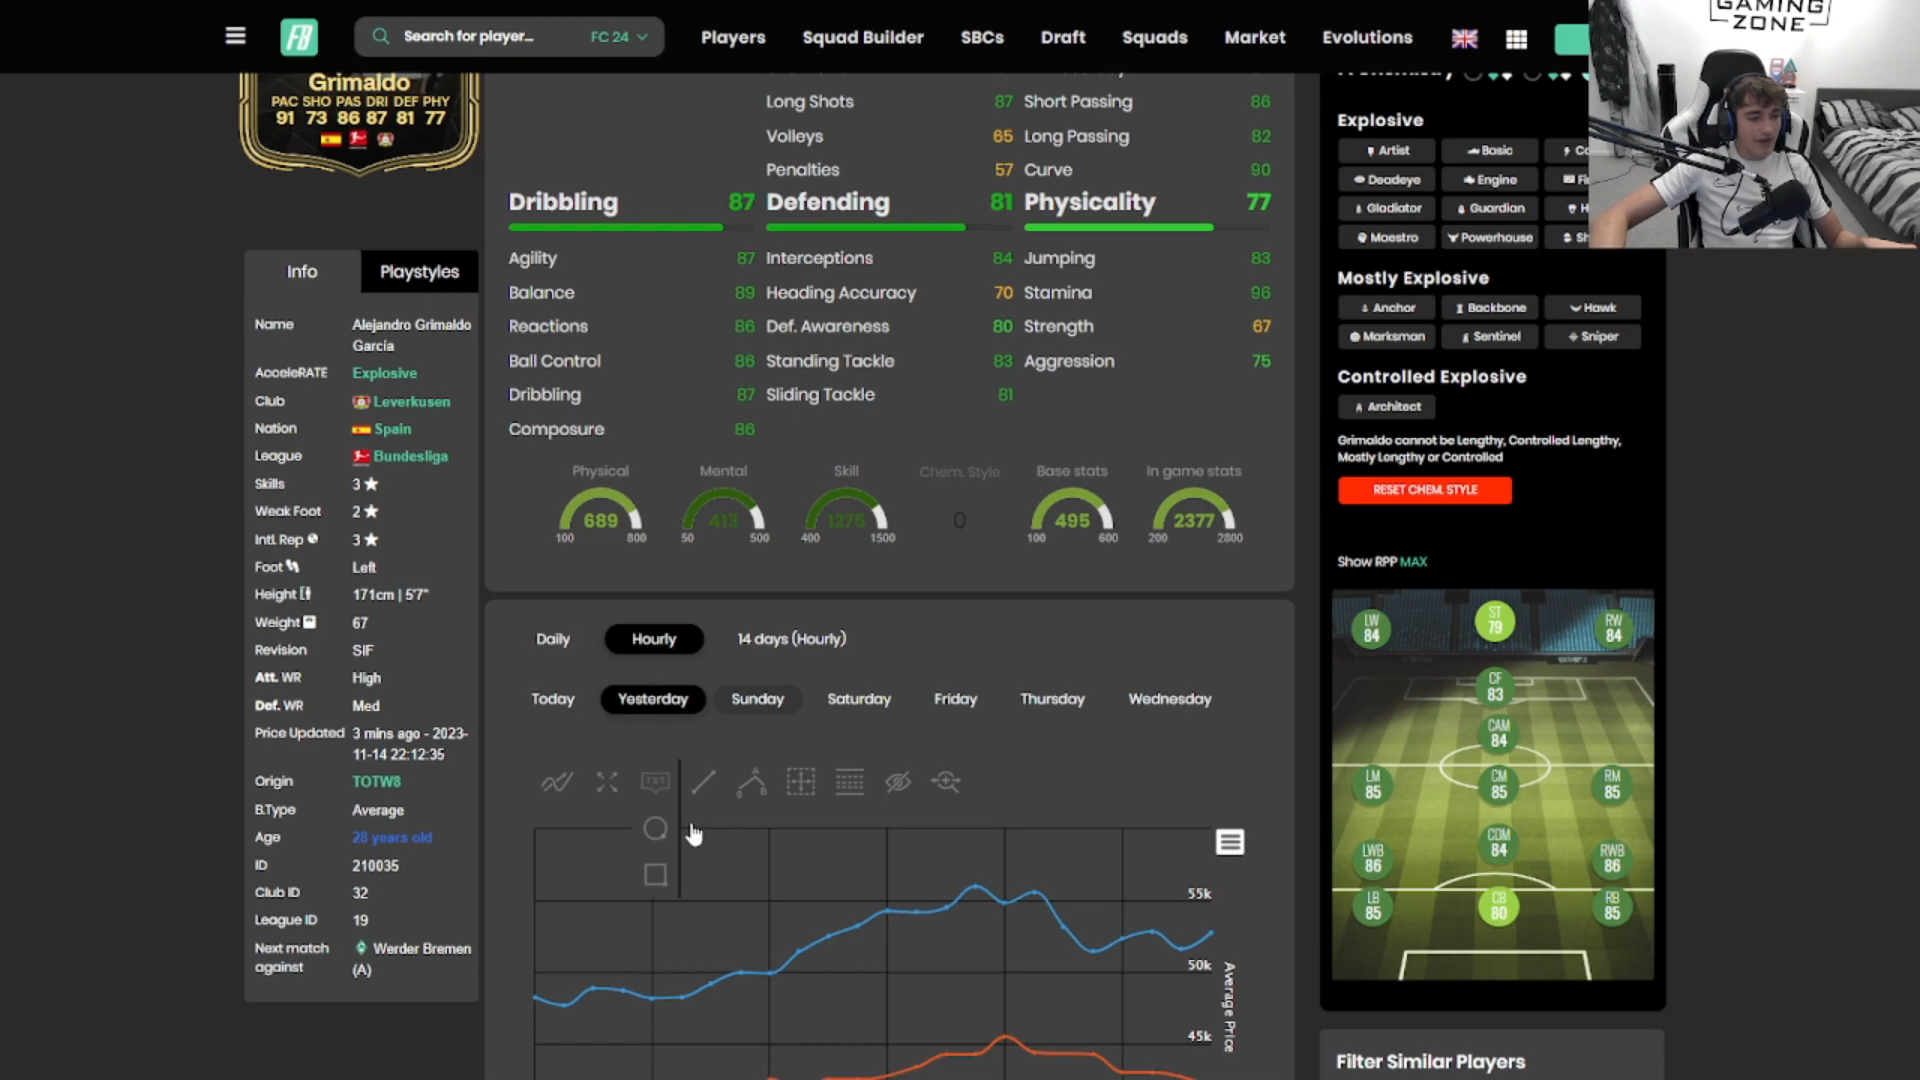 F8
Search for player...
FC 24
Players
Squad Builder
SBCs
Draft
Squads
Market
Evolutions
GAMING
ZONE
Grimaldo
PAC SHO PAS DRI DEF PHY
91 73 86 87 81 77
Long Shots 87
Volleys 65
Penalties 57
Short Passing 86
Long Passing 82
Curve 90
Dribbling 87
Agility 87
Balance 89
Reactions 86
Ball Control 86
Dribbling 87
Composure 86
Defending 81
Interceptions 84
Heading Accuracy 70
Def. Awareness 80
Standing Tackle 83
Sliding Tackle 81
Physicality 77
Jumping 83
Stamina 96
Strength 67
Aggression 75
Physical
689
100 800
Mental
413
50 500
Skill
1275
400 1500
Chem. Style
0
Base stats
495
100 600
In game stats
2377
200 2800
Info
Playstyles
Name Alejandro Grimaldo
García
AcceleRATE Explosive
Club Leverkusen
Nation Spain
League Bundesliga
Skills 3 ★
Weak Foot 2 ★
Intl. Rep 3 ★
Foot Left
Height 171cm | 5'7"
Weight 67
Revision SIF
Att. WR High
Def. WR Med
Price Updated 3 mins ago - 2023-
11-14 22:12:35
Origin TOTW8
B.Type Average
Age 28 years old
ID 210035
Club ID 32
League ID 19
Next match
against
Werder Bremen
(A)
Daily
Hourly
14 days (Hourly)
Today
Yesterday
Sunday
Saturday
Friday
Thursday
Wednesday
TXT
55k
50k
45k
Average Price
Explosive
Artist
Basic
Deadeye
Engine
Gladiator
Guardian
Maestro
Powerhouse
Mostly Explosive
Anchor
Backbone
Hawk
Marksman
Sentinel
Sniper
Controlled Explosive
Architect
Grimaldo cannot be Lengthy, Controlled Lengthy,
Mostly Lengthy or Controlled
RESET CHEM. STYLE
Show RPP MAX
LW
84
ST
79
RW
84
CF
83
CAM
84
LM
85
CM
85
RM
85
CDM
84
LWB
86
RWB
86
LB
85
CB
80
RB
85
Filter Similar Players